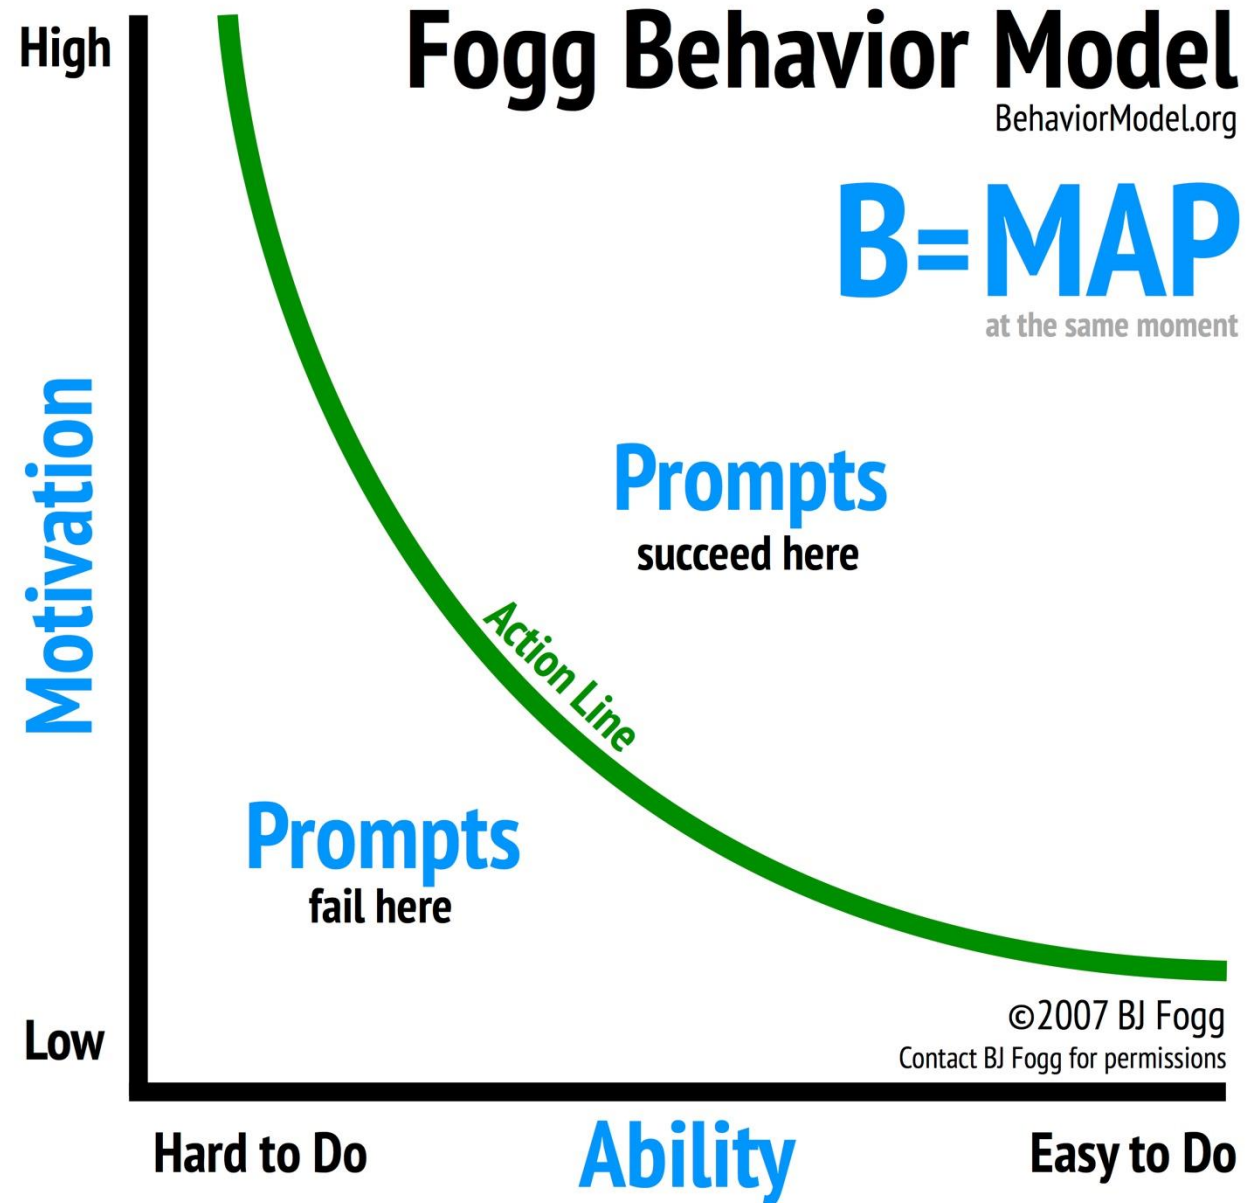 High
Fogg Behavior Model
BehaviorModel.org
B=MAP
at the same moment
Motivation
Prompts
succeed here
Action Line
Prompts
fail here
©2007 BJ Fogg
Contact BJ Fogg for permissions
Low
Hard to Do
Ability
Easy to Do